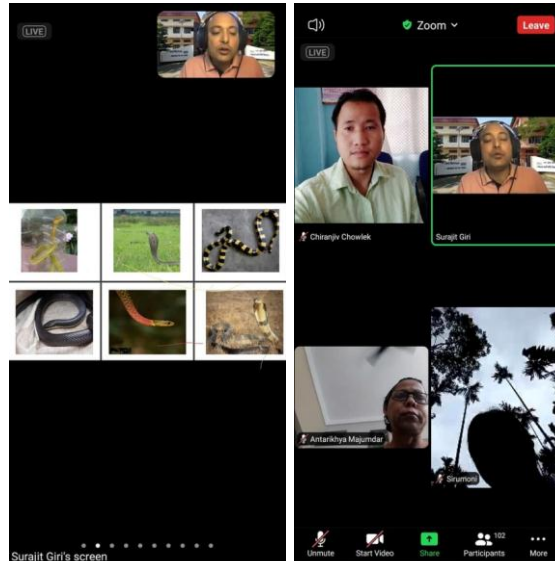 LIVE
Surajit Giri's screen
Zoom
Leave
LIVE
Chiranjiv Chowlek
Surajit Giri
Antarikhya Majumdar
Sirumoni
102
Unmute
Start Video
Share
Participants
More